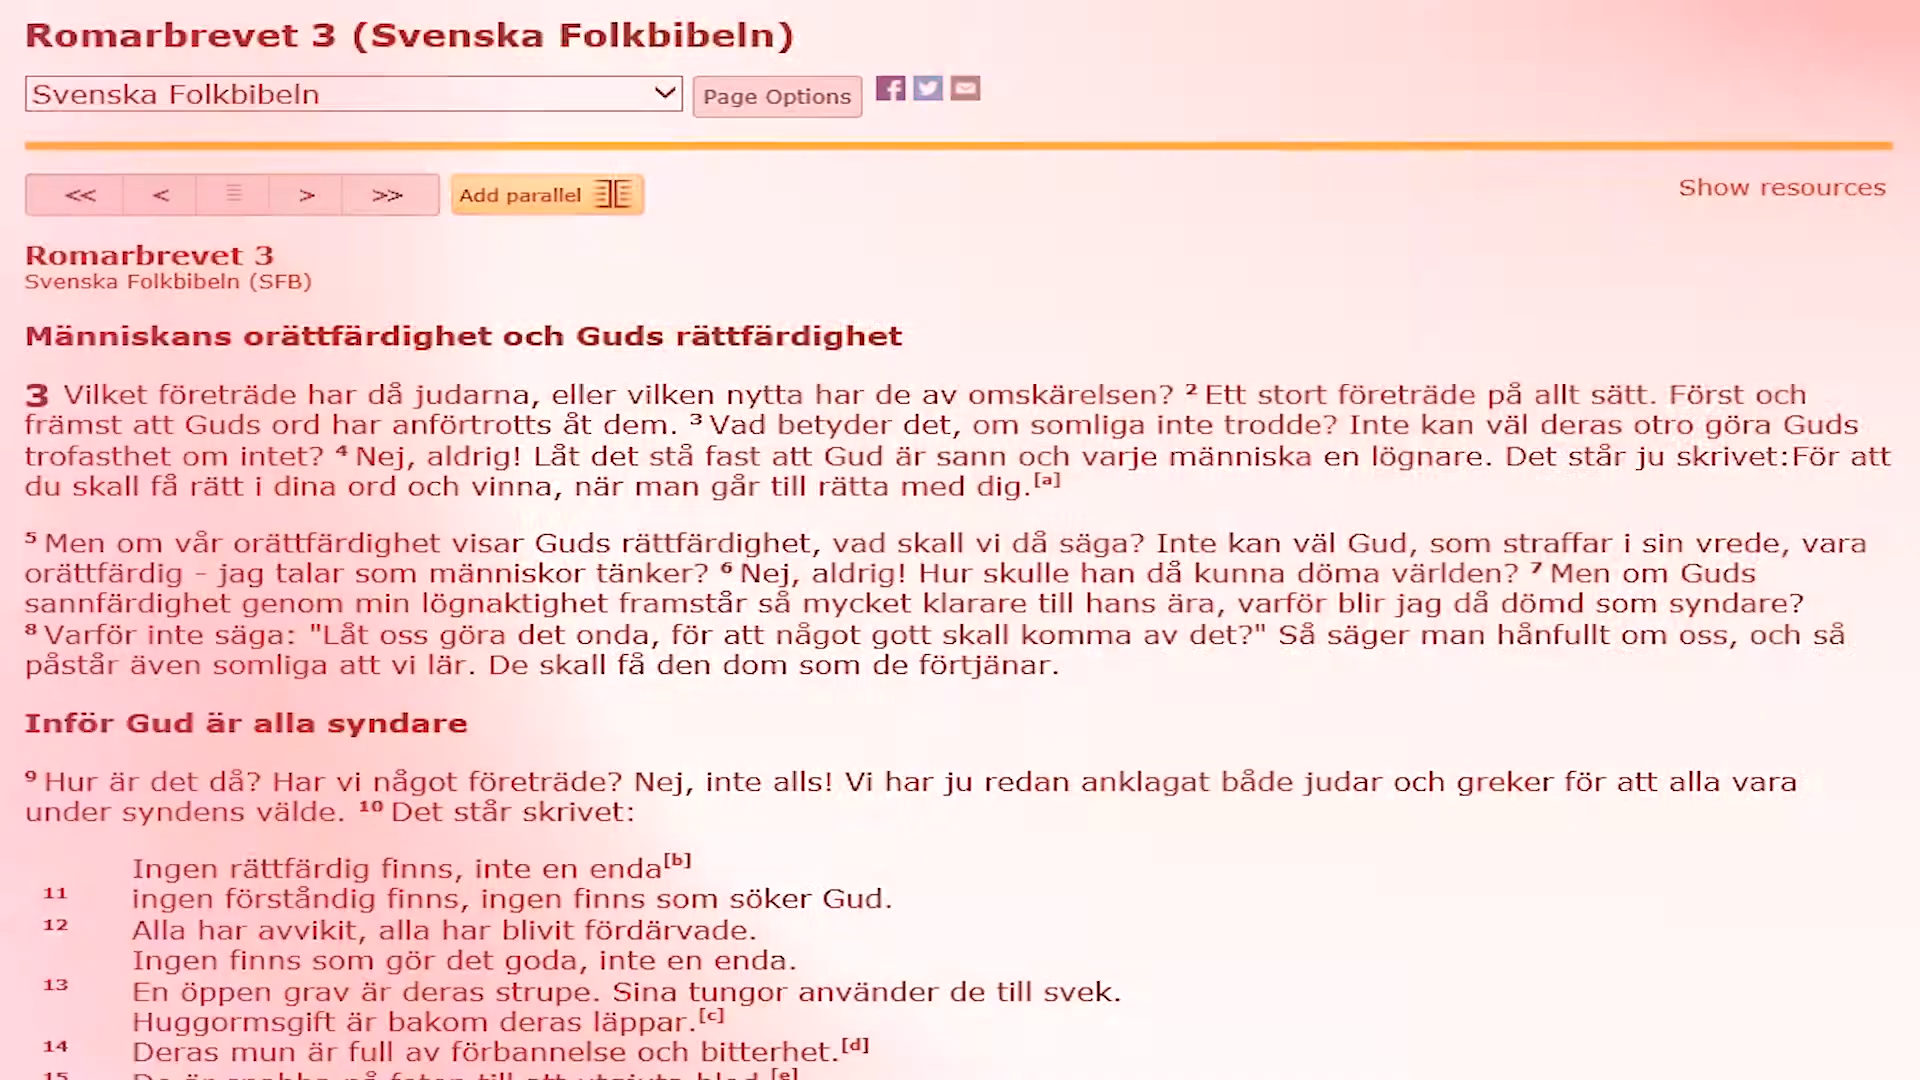 Romarbrevet 3 (Svenska Folkbibeln)
Svenska Folkbibeln
Page Options
<< < > >> Add parallel
Show resources
Romarbrevet 3
Svenska Folkbibeln (SFB)
Människans orättfärdighet och Guds rättfärdighet
3 Vilket företräde har då judarna, eller vilken nytta har de av omskärelsen? 2 Ett stort företräde på allt sätt. Först och
främst att Guds ord har anförtrotts åt dem. 3 Vad betyder det, om somliga inte trodde? Inte kan väl deras otro göra Guds
trofasthet om intet? 4 Nej, aldrig! Låt det stå fast att Gud är sann och varje människa en lögnare. Det står ju skrivet:För att
du skall få rätt i dina ord och vinna, när man går till rätta med dig.[a]
5 Men om vår orättfärdighet visar Guds rättfärdighet, vad skall vi då säga? Inte kan väl Gud, som straffar i sin vrede, vara
orättfärdig - jag talar som människor tänker? 6 Nej, aldrig! Hur skulle han då kunna döma världen? 7 Men om Guds
sannfärdighet genom min lögnaktighet framstår så mycket klarare till hans ära, varför blir jag då dömd som syndare?
8 Varför inte säga: "Låt oss göra det onda, för att något gott skall komma av det?" Så säger man hånfullt om oss, och så
påstår även somliga att vi lär. De skall få den dom som de förtjänar.
Inför Gud är alla syndare
9 Hur är det då? Har vi något företräde? Nej, inte alls! Vi har ju redan anklagat både judar och greker för att alla vara
under syndens välde. 10 Det står skrivet:
Ingen rättfärdig finns, inte en enda[b]
11 ingen förståndig finns, ingen finns som söker Gud.
12 Alla har avvikit, alla har blivit fördärvade.
Ingen finns som gör det goda, inte en enda.
13 En öppen grav är deras strupe. Sina tungor använder de till svek.
Huggormsgift är bakom deras läppar.[c]
14 Deras mun är full av förbannelse och bitterhet.[d]
15 De är snabba på foten till att utgjuta blod.[e]